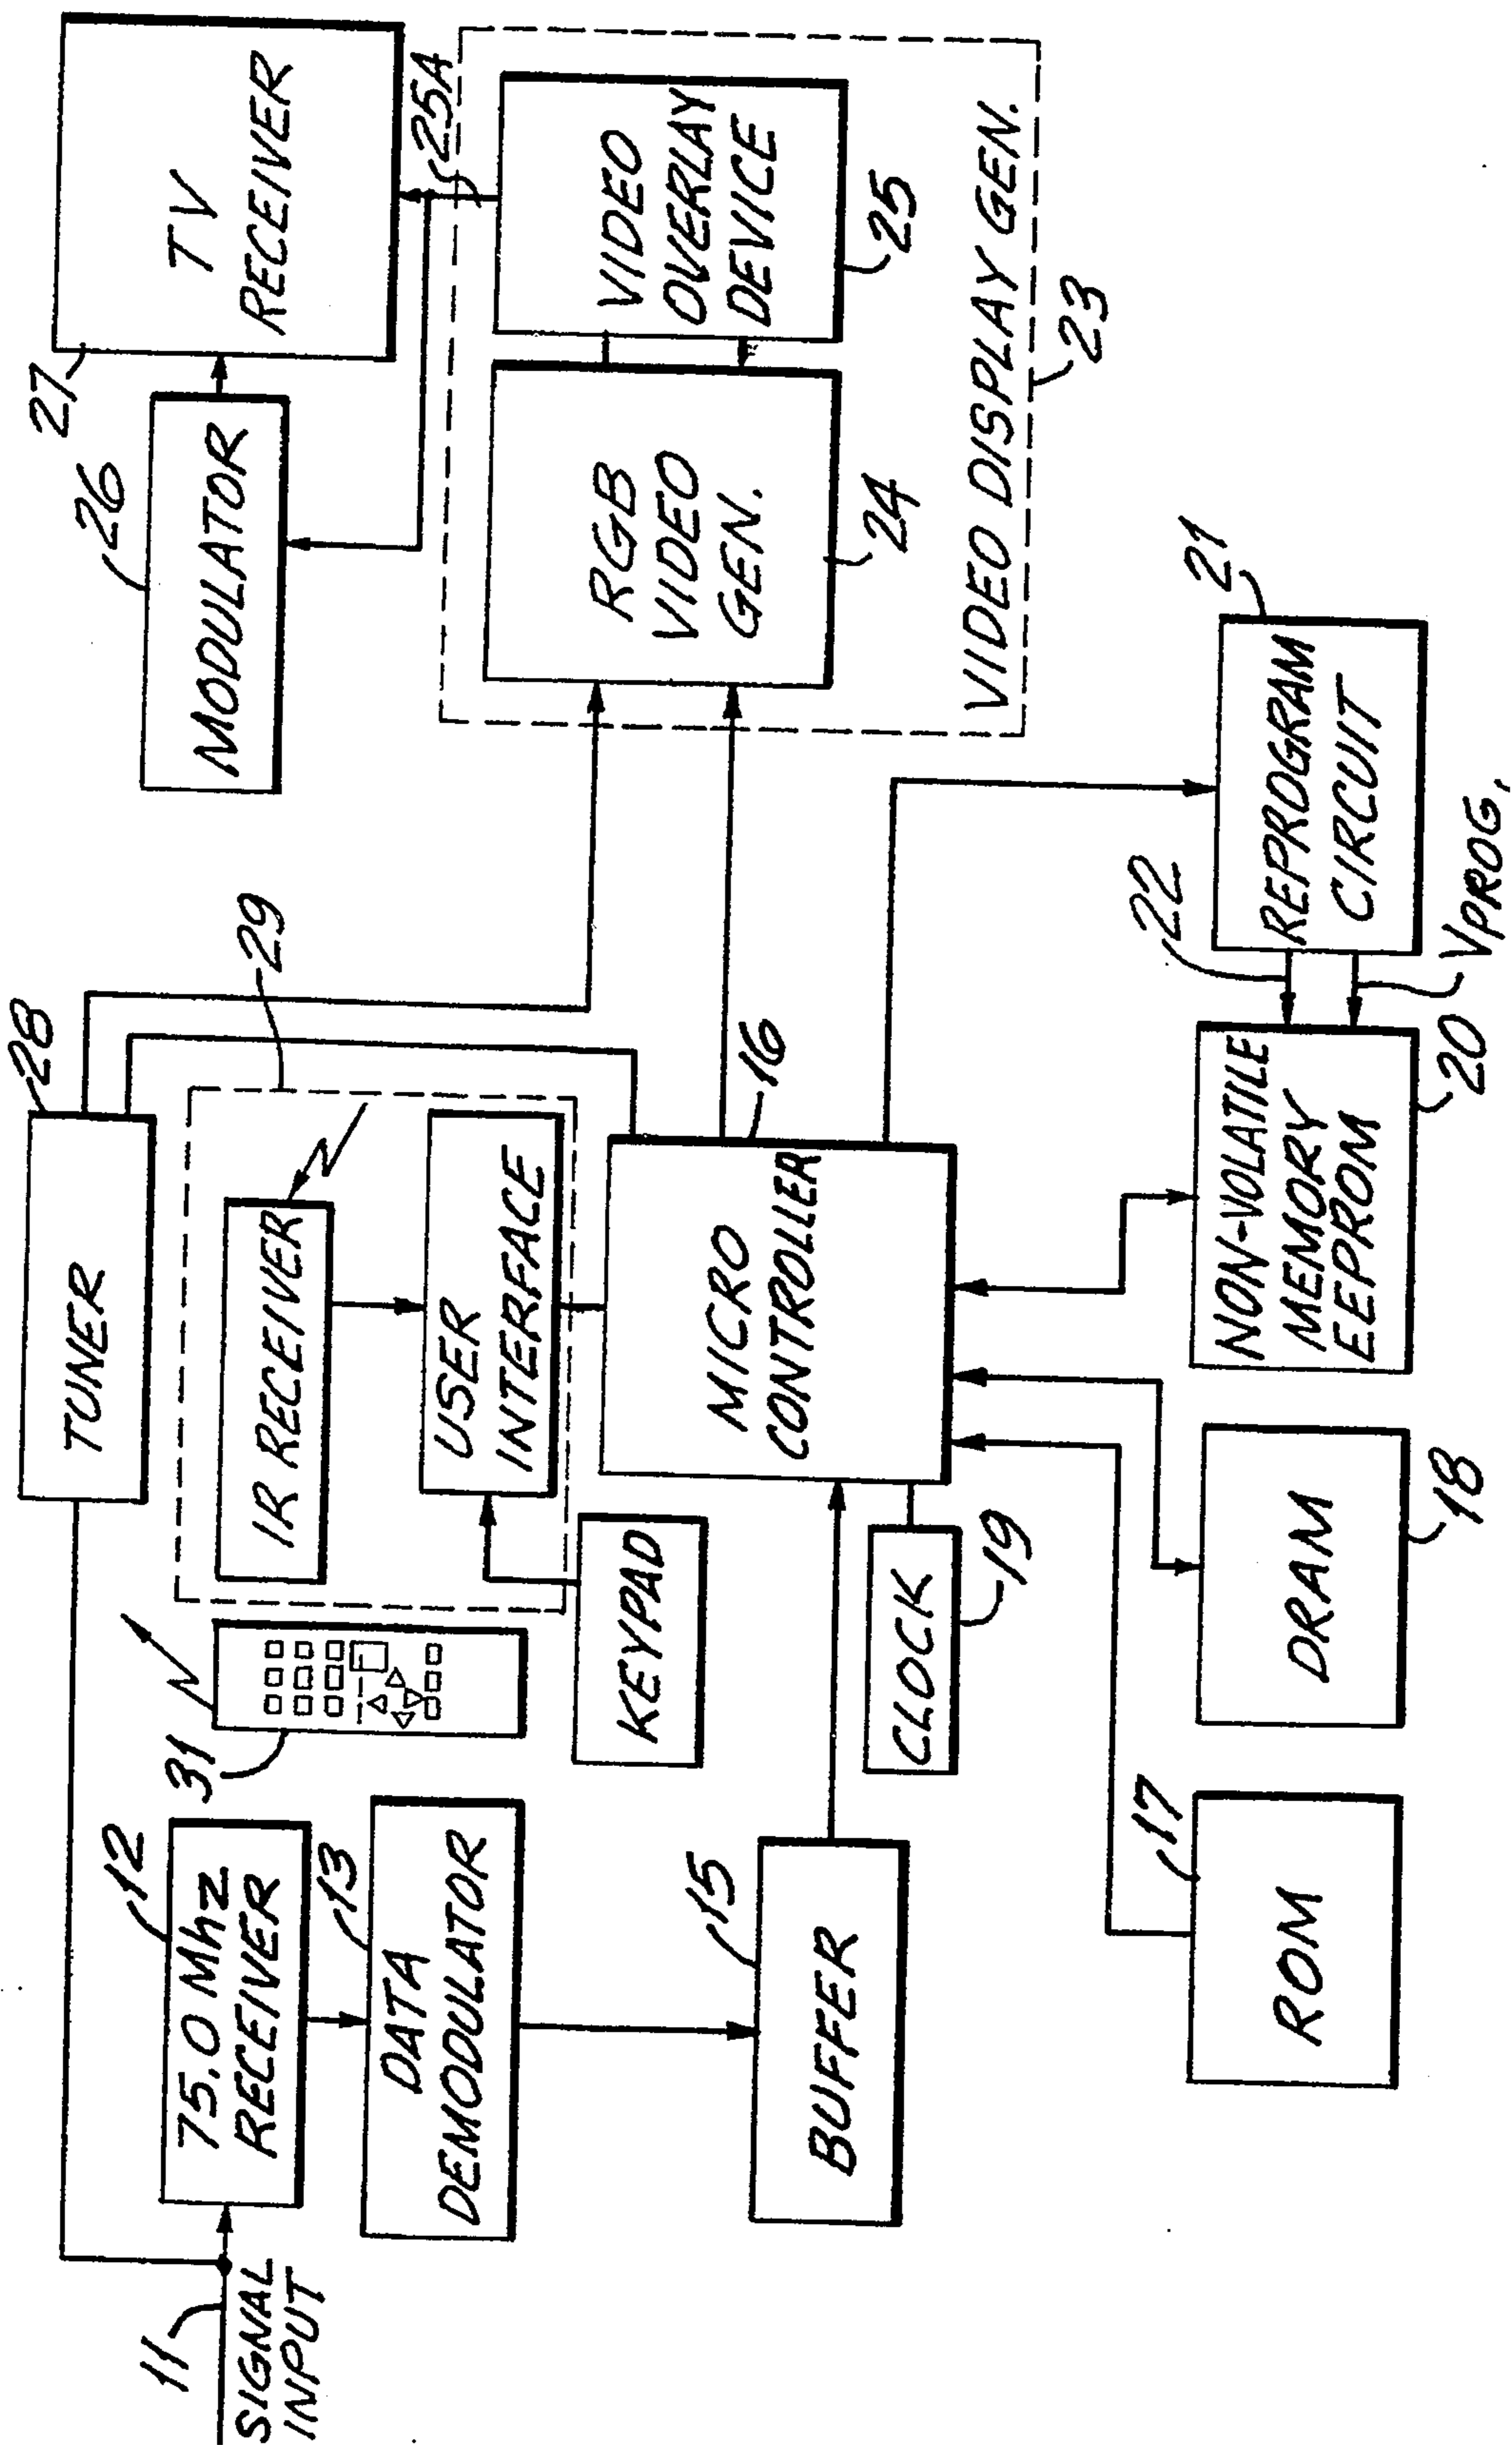 11
SIGNAL
INPUT
12
75.0 Mhz
RECEIVER
13
DATA
DEMODULATOR
15
BUFFER
17
ROM
31
KEYPAD
CLOCK
19
DRAM
18
28
TUNER
29
IR RECEIVER
USER
INTERFACE
16
MICRO
CONTROLLER
NON-VOLATILE
MEMORY
EEPROM
20
22
VPROG.
21
REPROGRAM
CIRCUIT
26
MODULATOR
27
TV
RECEIVER
25A
RGB
VIDEO
GEN.
24
VIDEO
OVERLAY
DEVICE
25
VIDEO DISPLAY GEN.
23